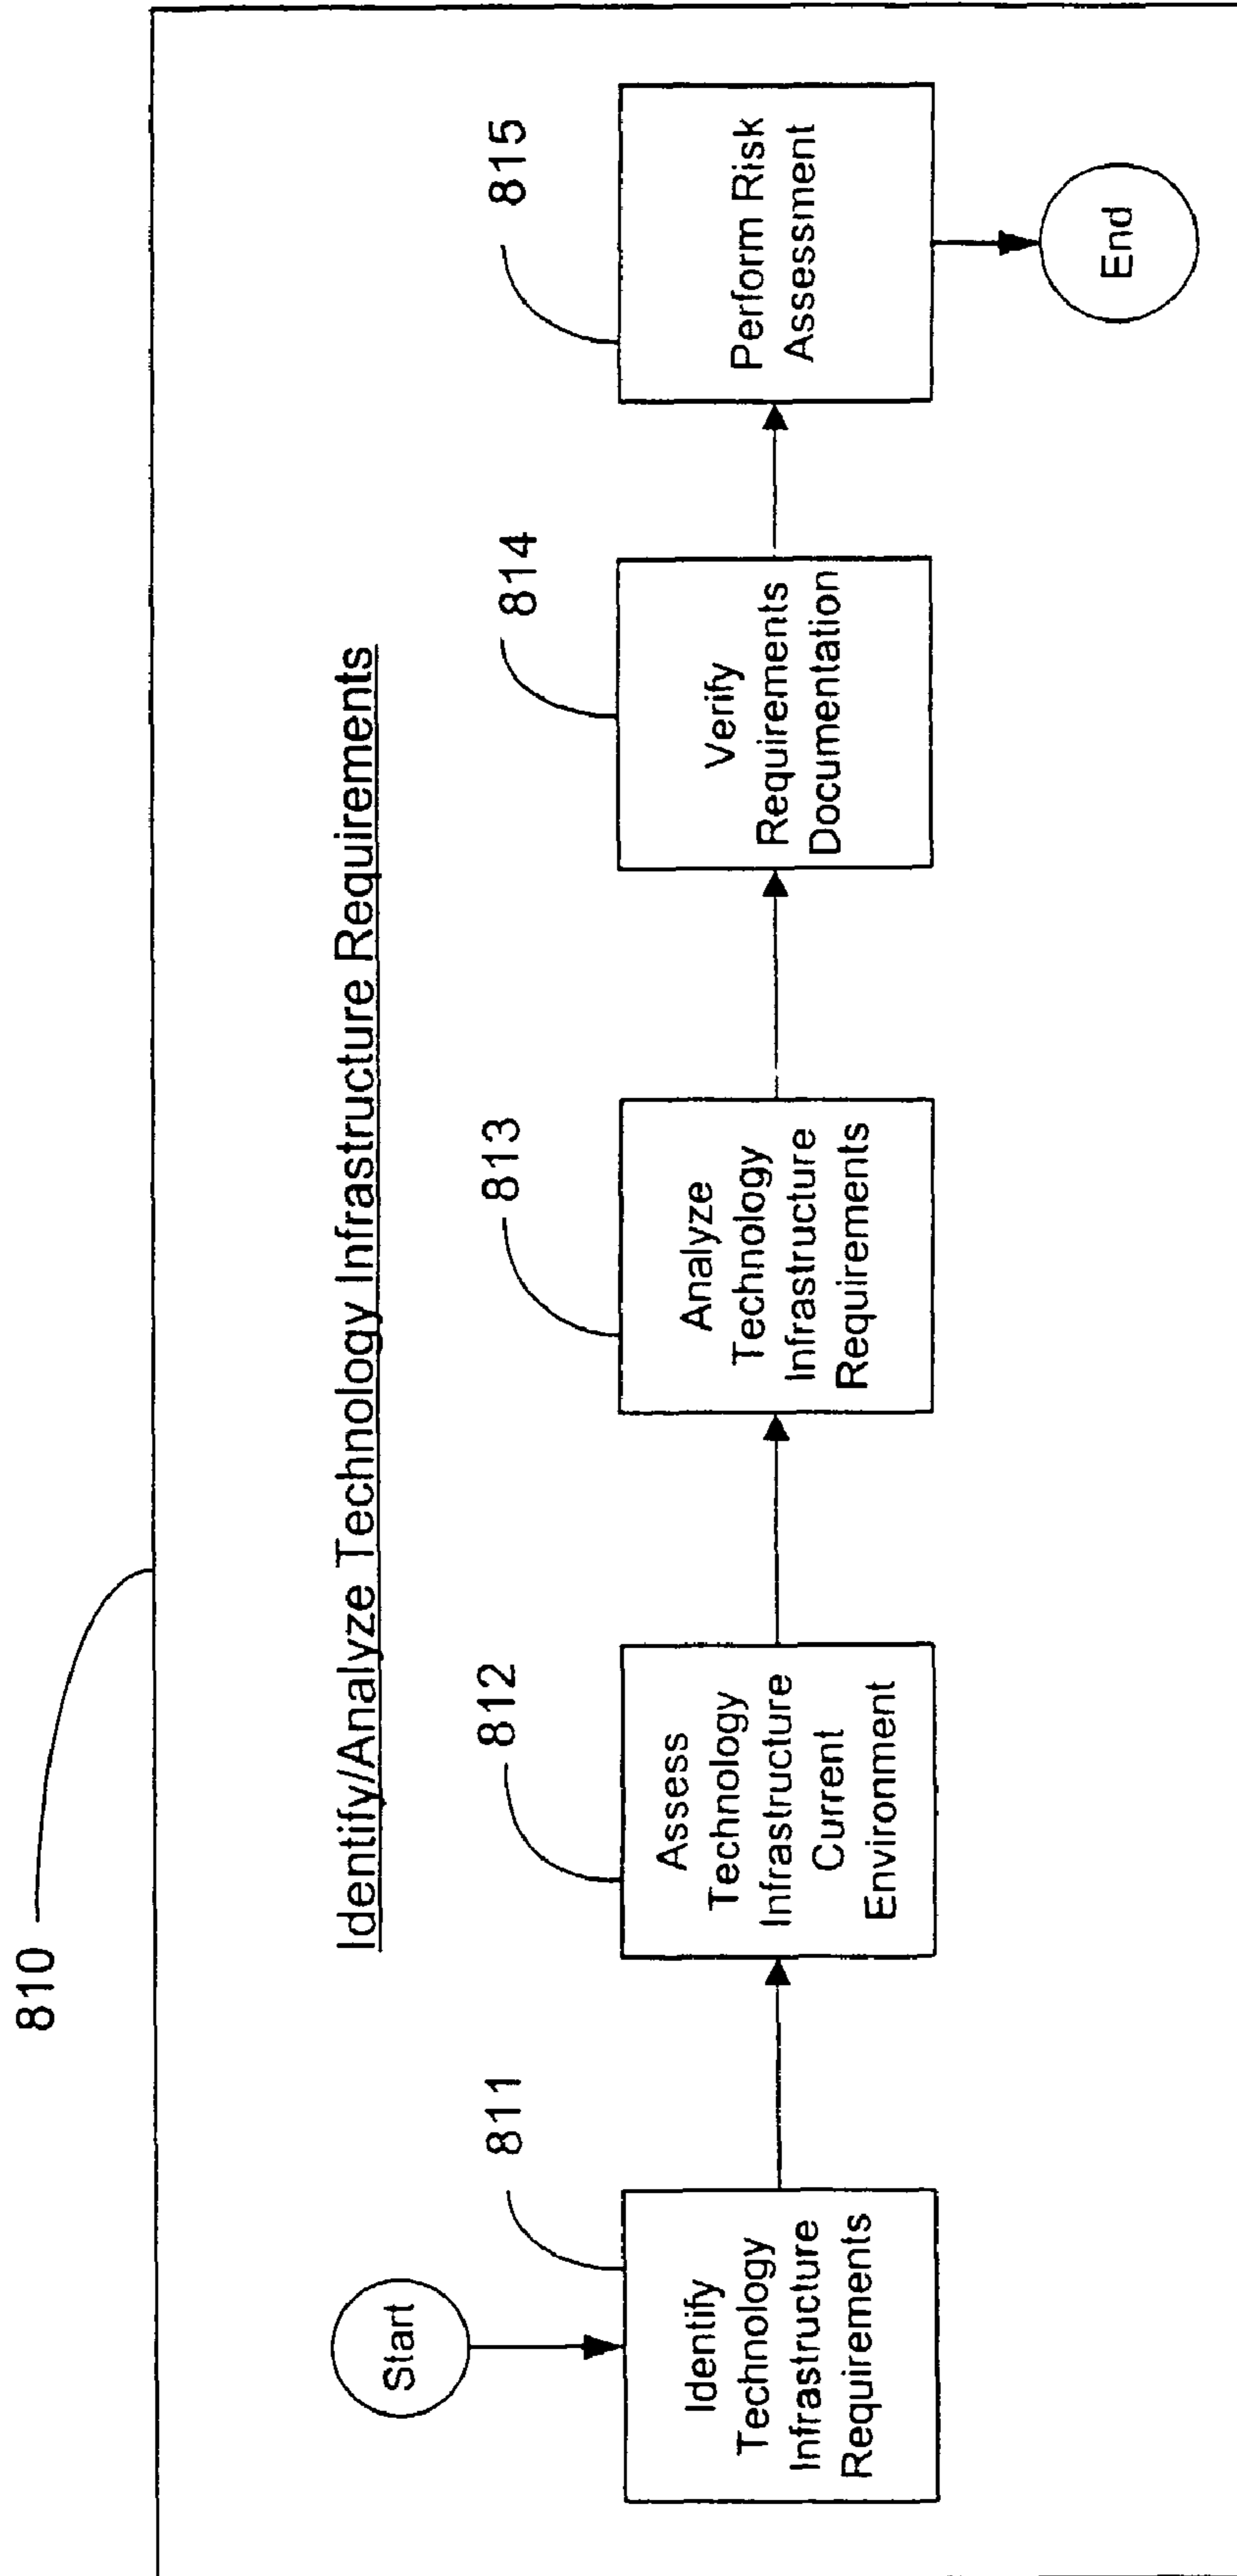 810
Identify/Analyze Technology Infrastructure Requirements
Start
811
Identify
Technology
Infrastructure
Requirements
812
Assess
Technology
Infrastructure
Current
Environment
813
Analyze
Technology
Infrastructure
Requirements
814
Verify
Requirements
Documentation
815
Perform Risk
Assessment
End